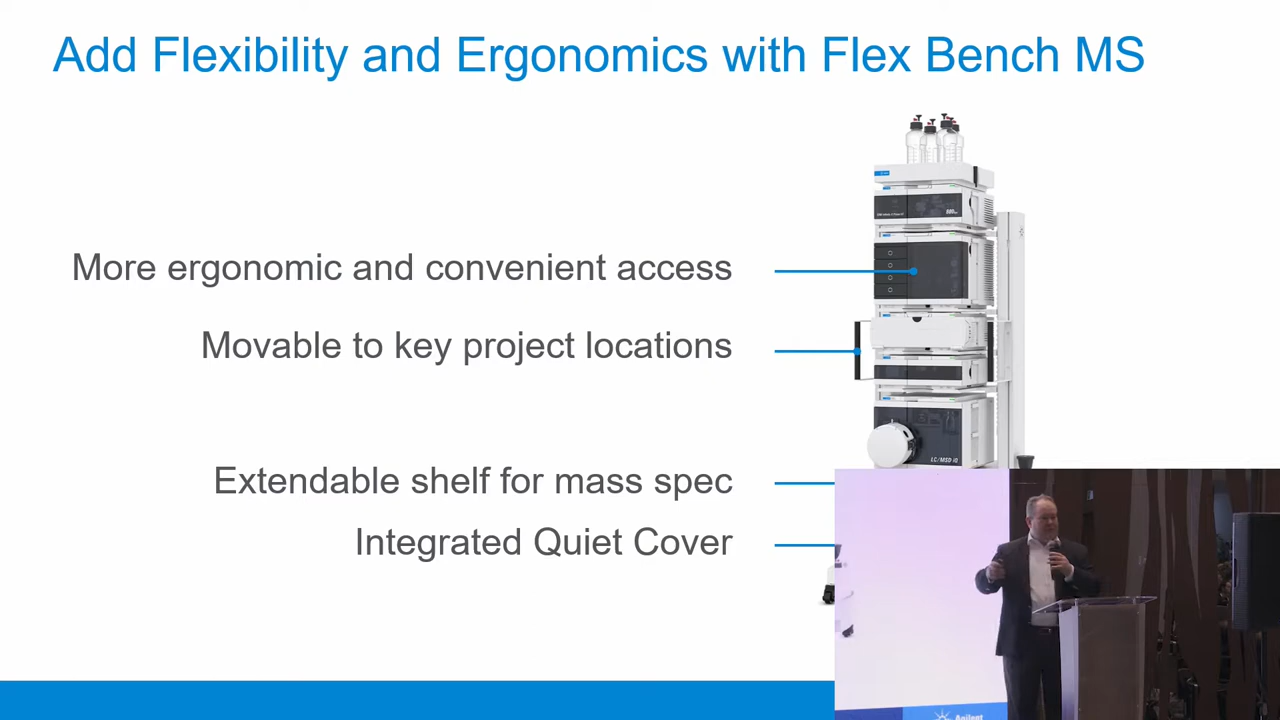 Add Flexibility and Ergonomics with Flex Bench MS
More ergonomic and convenient access
Movable to key project locations
Extendable shelf for mass spec
Integrated Quiet Cover
LC/MSD iQ
Agilent